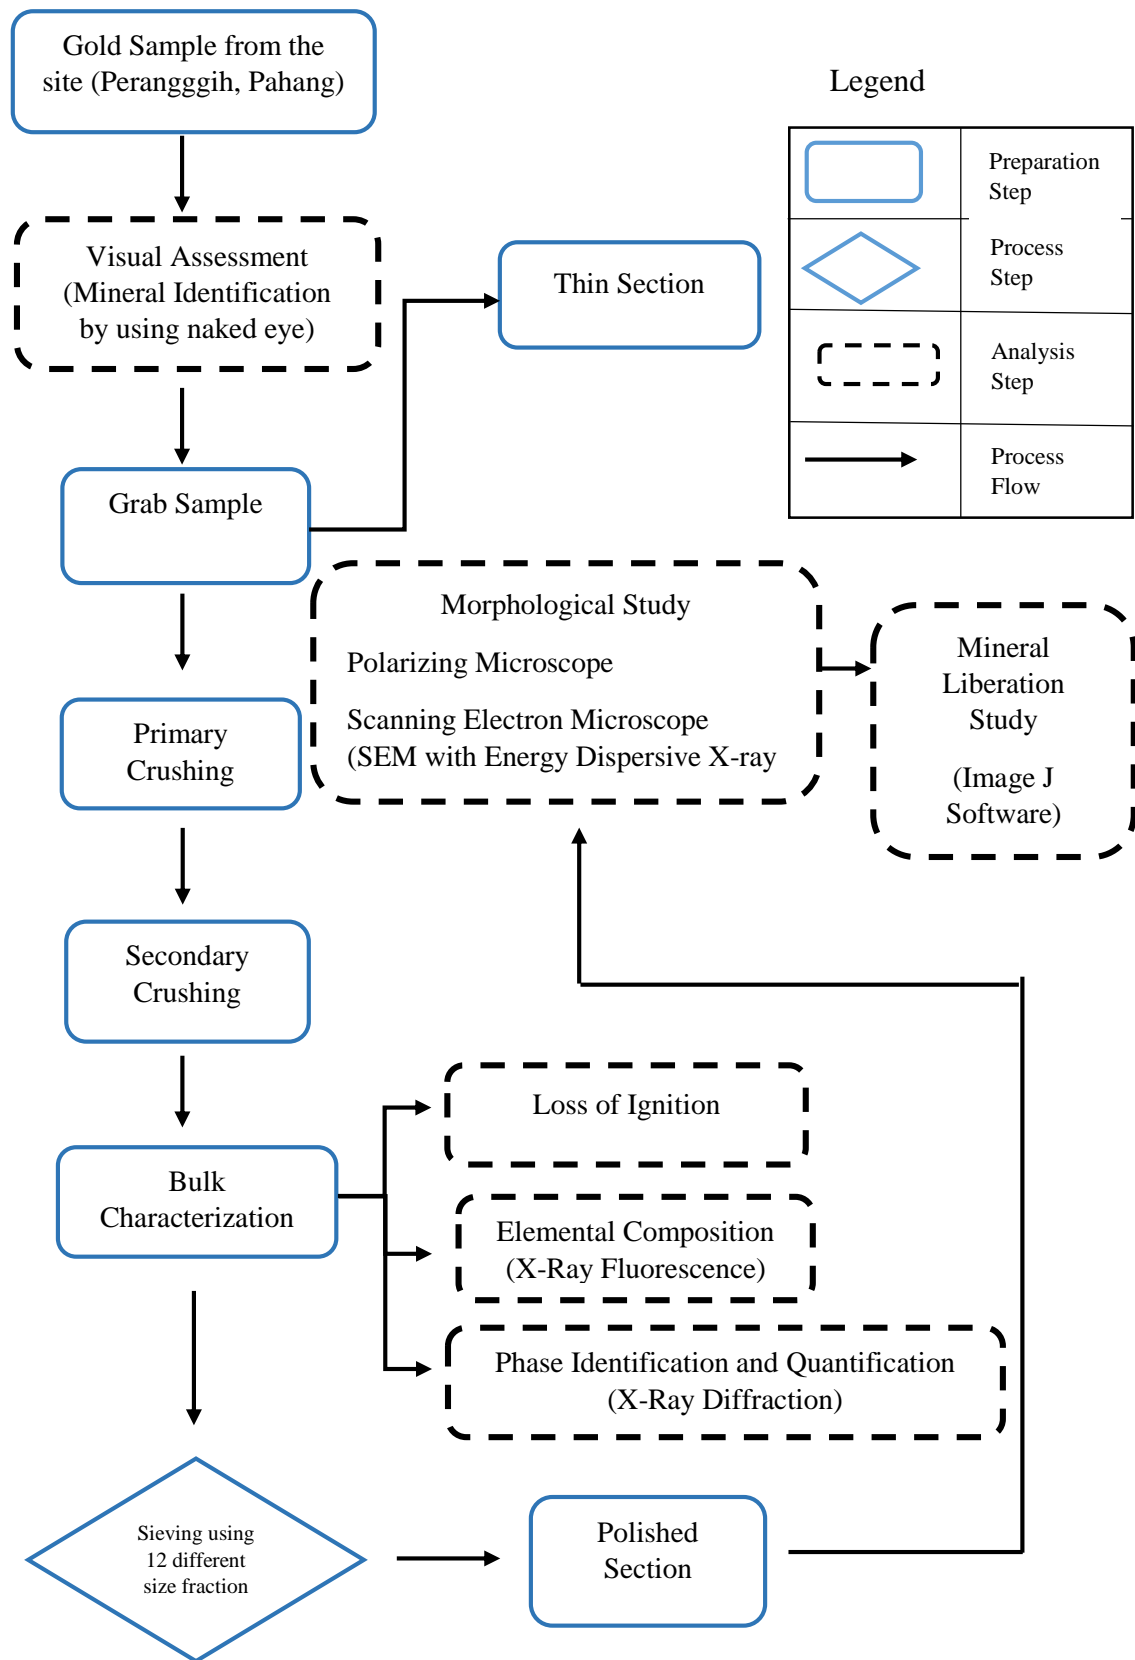 Gold Sample from the
site (Perangggih, Pahang)
Legend
Preparation
Step
Process
Step
Analysis
Step
Process
Flow
Visual Assessment
(Mineral Identification
by using naked eye)
Thin Section
Grab Sample
Morphological Study
Polarizing Microscope
Scanning Electron Microscope
(SEM with Energy Dispersive X-ray
Mineral
Liberation
Study
(Image J
Software)
Primary
Crushing
Secondary
Crushing
Loss of Ignition
Bulk
Characterization
Elemental Composition
(X-Ray Fluorescence)
Phase Identification and Quantification
(X-Ray Diffraction)
Sieving using
12 different
size fraction
Polished
Section